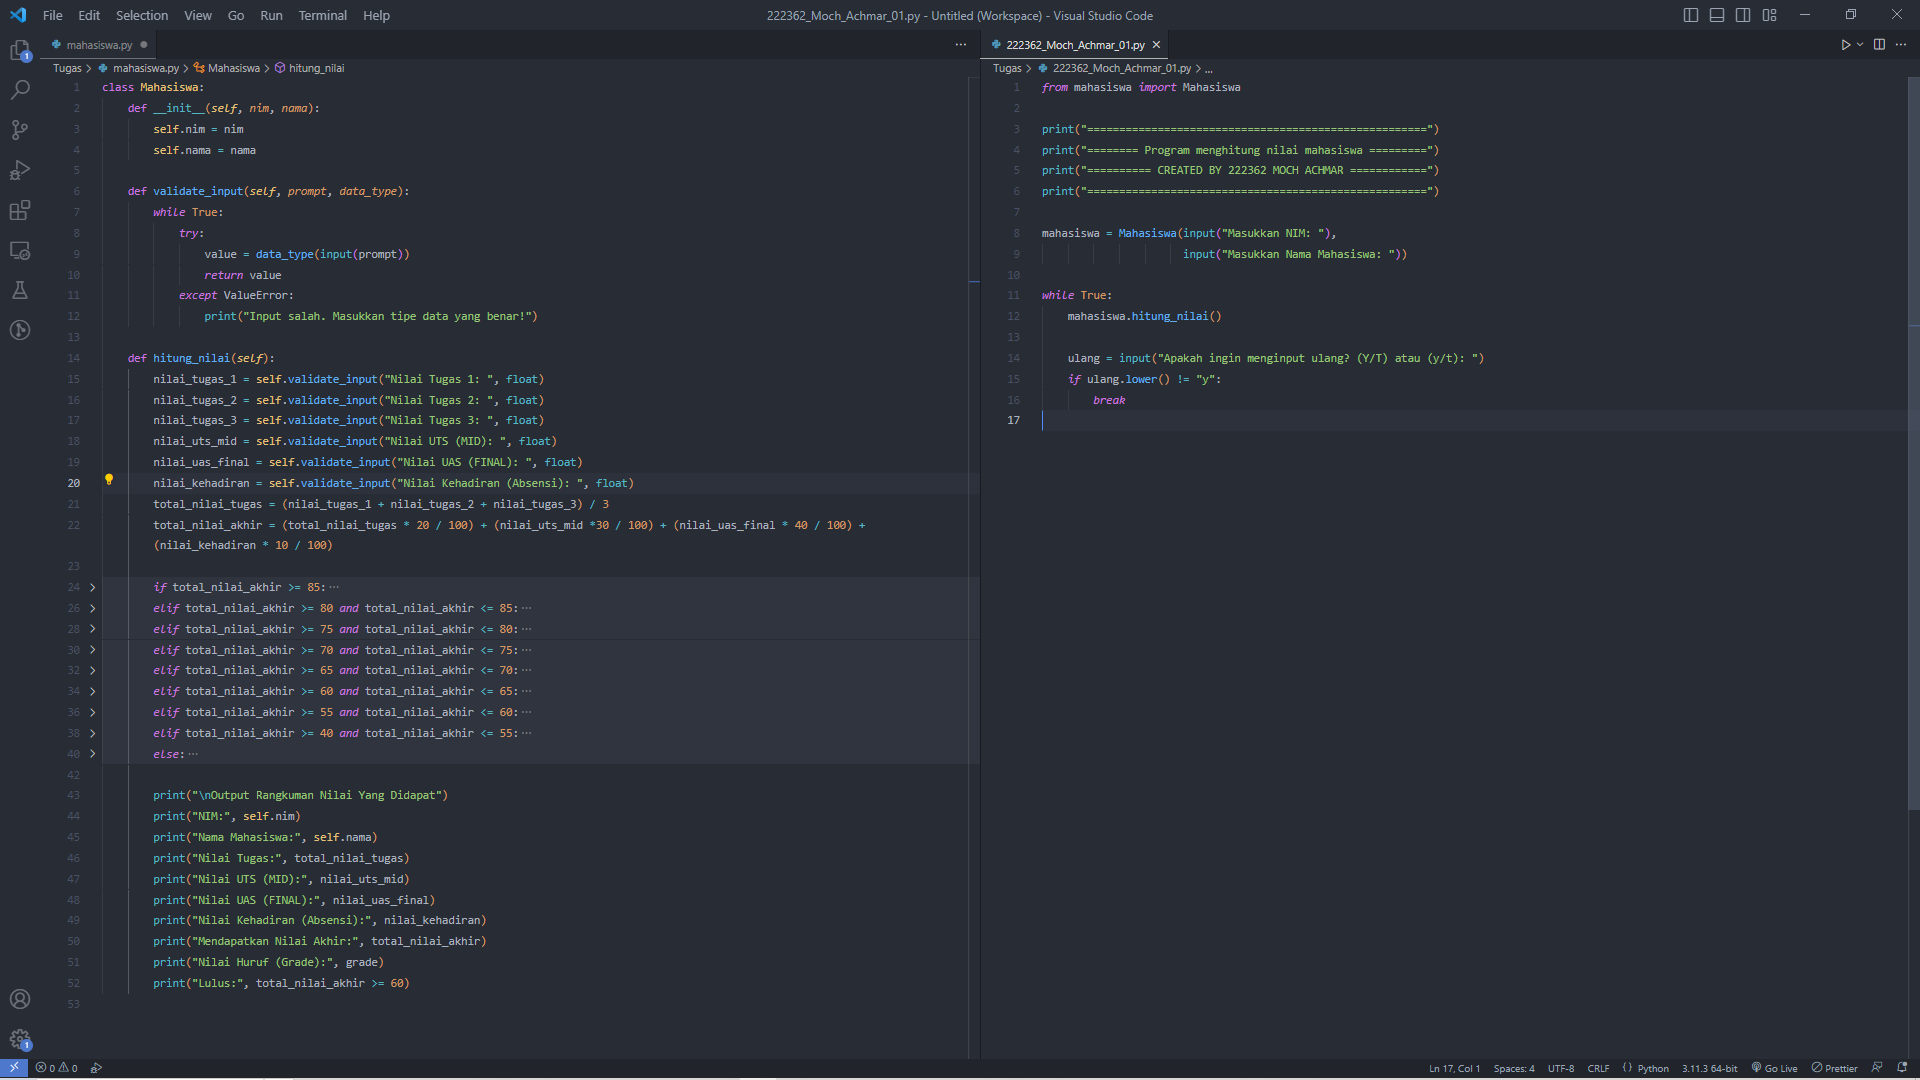 File Edit Selection View Go Run Terminal Help
222362_Moch_Achmar_01.py - Untitled (Workspace) - Visual Studio Code
mahasiswa.py
Tugas > mahasiswa.py > Mahasiswa > hitung_nilai
1 class Mahasiswa:
2     def __init__(self, nim, nama):
3         self.nim = nim
4         self.nama = nama
5
6     def validate_input(self, prompt, data_type):
7         while True:
8             try:
9                 value = data_type(input(prompt))
10                 return value
11             except ValueError:
12                 print("Input salah. Masukkan tipe data yang benar!")
13
14     def hitung_nilai(self):
15         nilai_tugas_1 = self.validate_input("Nilai Tugas 1: ", float)
16         nilai_tugas_2 = self.validate_input("Nilai Tugas 2: ", float)
17         nilai_tugas_3 = self.validate_input("Nilai Tugas 3: ", float)
18         nilai_uts_mid = self.validate_input("Nilai UTS (MID): ", float)
19         nilai_uas_final = self.validate_input("Nilai UAS (FINAL): ", float)
20         nilai_kehadiran = self.validate_input("Nilai Kehadiran (Absensi): ", float)
21         total_nilai_tugas = (nilai_tugas_1 + nilai_tugas_2 + nilai_tugas_3) / 3
22         total_nilai_akhir = (total_nilai_tugas * 20 / 100) + (nilai_uts_mid *30 / 100) + (nilai_uas_final * 40 / 100) +
        (nilai_kehadiran * 10 / 100)
23
24 >         if total_nilai_akhir >= 85:···
26 >         elif total_nilai_akhir >= 80 and total_nilai_akhir <= 85:···
28 >         elif total_nilai_akhir >= 75 and total_nilai_akhir <= 80:···
30 >         elif total_nilai_akhir >= 70 and total_nilai_akhir <= 75:···
32 >         elif total_nilai_akhir >= 65 and total_nilai_akhir <= 70:···
34 >         elif total_nilai_akhir >= 60 and total_nilai_akhir <= 65:···
36 >         elif total_nilai_akhir >= 55 and total_nilai_akhir <= 60:···
38 >         elif total_nilai_akhir >= 40 and total_nilai_akhir <= 55:···
40 >         else:···
42
43         print("\nOutput Rangkuman Nilai Yang Didapat")
44         print("NIM:", self.nim)
45         print("Nama Mahasiswa:", self.nama)
46         print("Nilai Tugas:", total_nilai_tugas)
47         print("Nilai UTS (MID):", nilai_uts_mid)
48         print("Nilai UAS (FINAL):", nilai_uas_final)
49         print("Nilai Kehadiran (Absensi):", nilai_kehadiran)
50         print("Mendapatkan Nilai Akhir:", total_nilai_akhir)
51         print("Nilai Huruf (Grade):", grade)
52         print("Lulus:", total_nilai_akhir >= 60)
53
222362_Moch_Achmar_01.py
Tugas > 222362_Moch_Achmar_01.py > ...
1 from mahasiswa import Mahasiswa
2
3 print("=====================================================")
4 print("======== Program menghitung nilai mahasiswa =========")
5 print("========== CREATED BY 222362 MOCH ACHMAR ============")
6 print("=====================================================")
7
8 mahasiswa = Mahasiswa(input("Masukkan NIM: "),
9                       input("Masukkan Nama Mahasiswa: "))
10
11 while True:
12     mahasiswa.hitung_nilai()
13
14     ulang = input("Apakah ingin menginput ulang? (Y/T) atau (y/t): ")
15     if ulang.lower() != "y":
16         break
17
1
1
0 0
Ln 17, Col 1 Spaces: 4 UTF-8 CRLF Python 3.11.3 64-bit Go Live Prettier